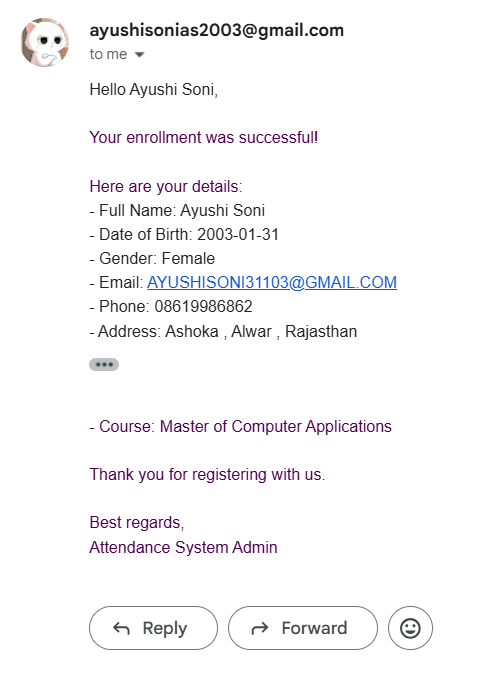 ayushisonias2003@gmail.com
to me
Hello Ayushi Soni,
Your enrollment was successful!
Here are your details:
- Full Name: Ayushi Soni
- Date of Birth: 2003-01-31
- Gender: Female
- Email: AYUSHISONI31103@GMAIL.COM
- Phone: 08619986862
- Address: Ashoka , Alwar , Rajasthan
- Course: Master of Computer Applications
Thank you for registering with us.
Best regards,
Attendance System Admin
Reply
Forward